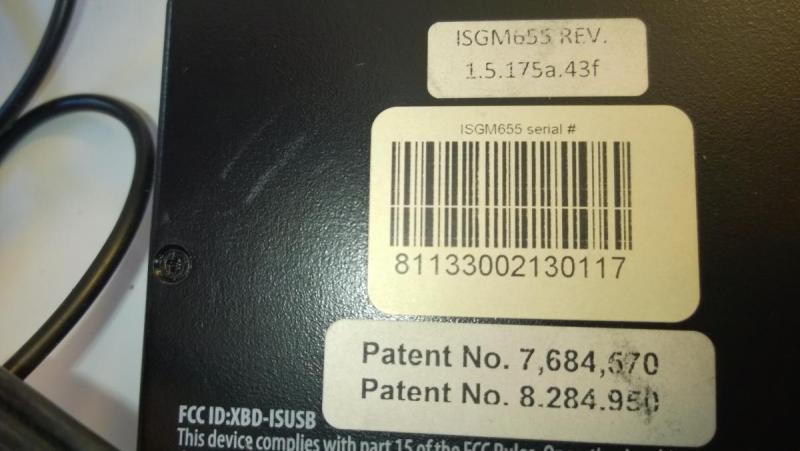 ISGM655 REV.
1.5.175a.43f
ISGM655 serial #
81133002130117
Patent No. 7,684,570
Patent No. 8.284.950
FCC ID:XBD-ISUSB
This device complies with part 15 of the FCC Rules. Operation